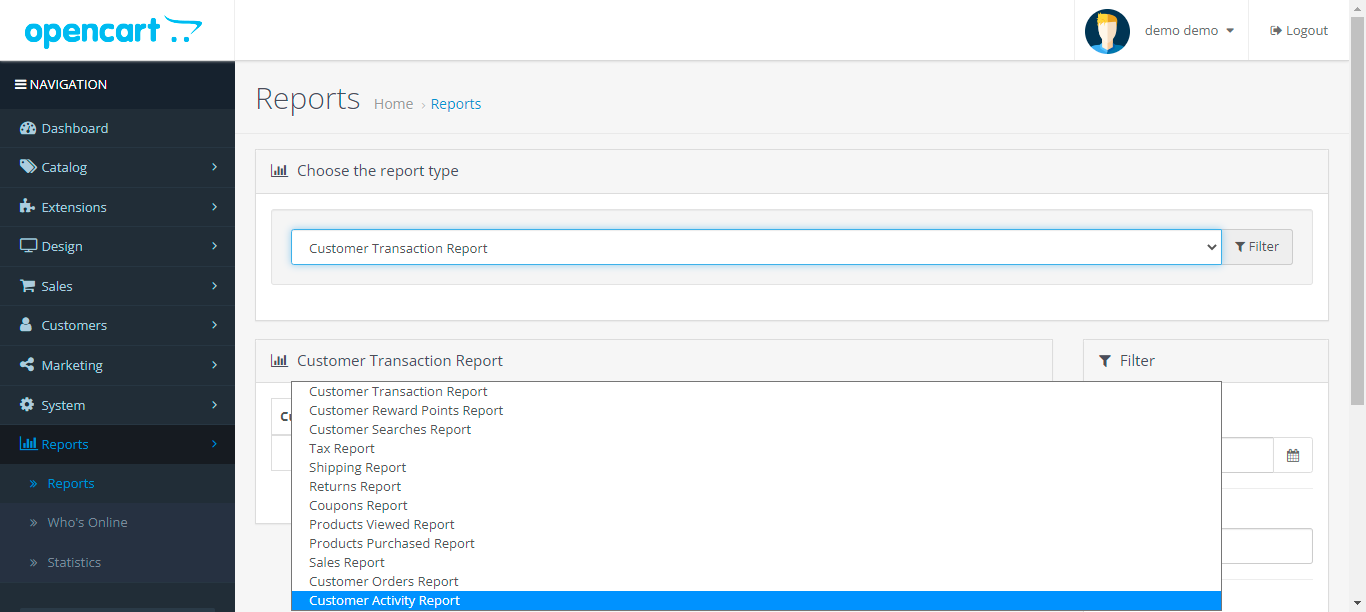 opencart
demo demo
Logout
NAVIGATION
Dashboard
Catalog
Extensions
Design
Sales
Customers
Marketing
System
Reports
Reports
Who's Online
Statistics
Reports Home › Reports
Choose the report type
Customer Transaction Report
Filter
Customer Transaction Report
Filter
Customer Transaction Report
Customer Reward Points Report
Customer Searches Report
Tax Report
Shipping Report
Returns Report
Coupons Report
Products Viewed Report
Products Purchased Report
Sales Report
Customer Orders Report
Customer Activity Report